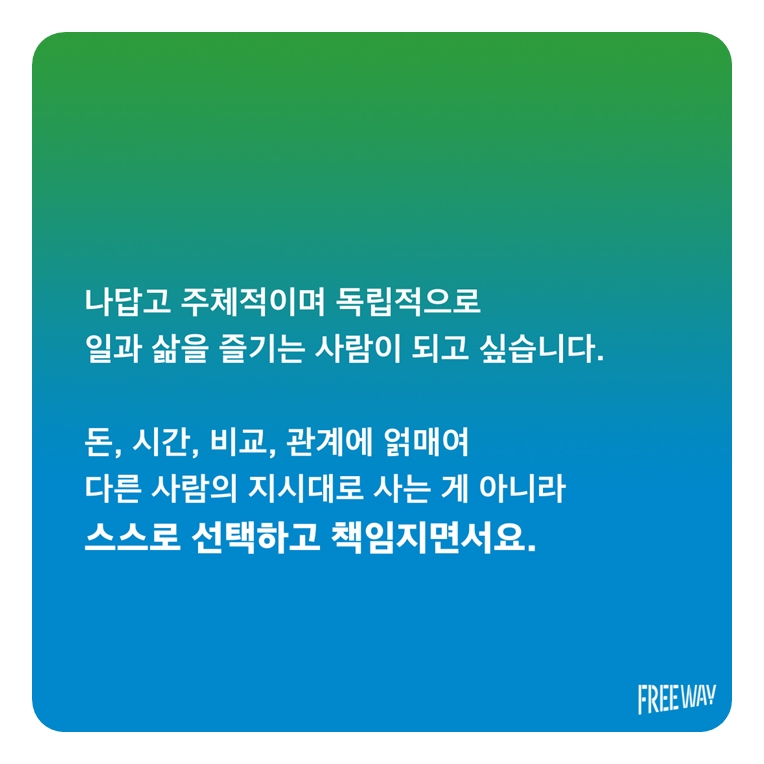 나답고 주체적이며 독립적으로
일과 삶을 즐기는 사람이 되고 싶습니다.
돈, 시간, 비교, 관계에 얽매여
다른 사람의 지시대로 사는 게 아니라
스스로 선택하고 책임지면서요.
FREEWAY